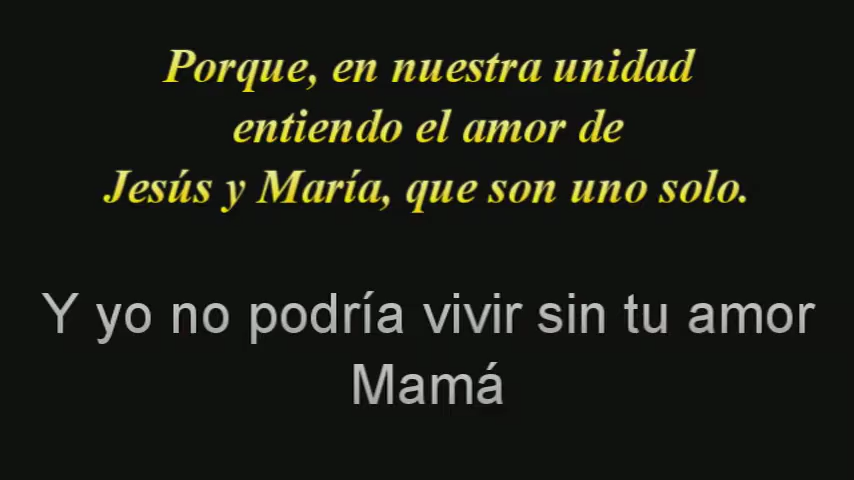 Porque, en nuestra unidad
entiendo el amor de
Jesús y María, que son uno solo.
Y yo no podría vivir sin tu amor
Mamá